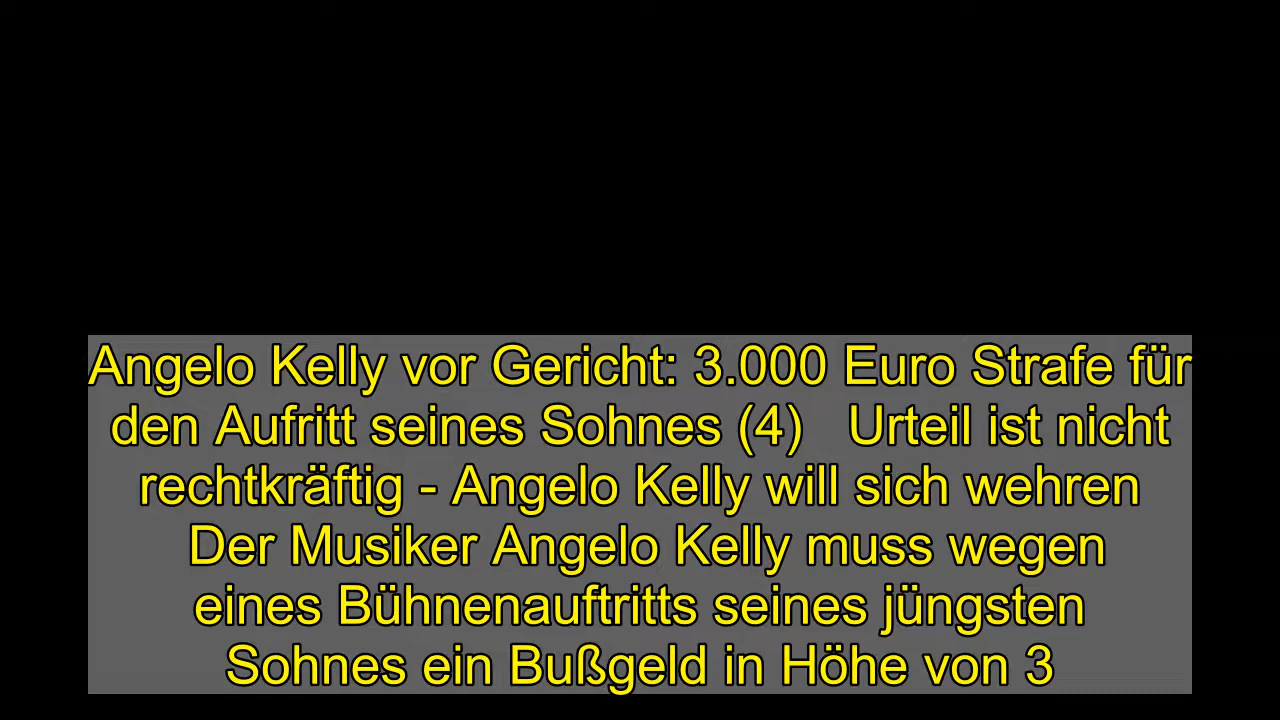 Angelo Kelly vor Gericht: 3.000 Euro Strafe für
den Aufritt seines Sohnes (4)   Urteil ist nicht
rechtkräftig - Angelo Kelly will sich wehren
Der Musiker Angelo Kelly muss wegen
eines Bühnenauftritts seines jüngsten
Sohnes ein Bußgeld in Höhe von 3